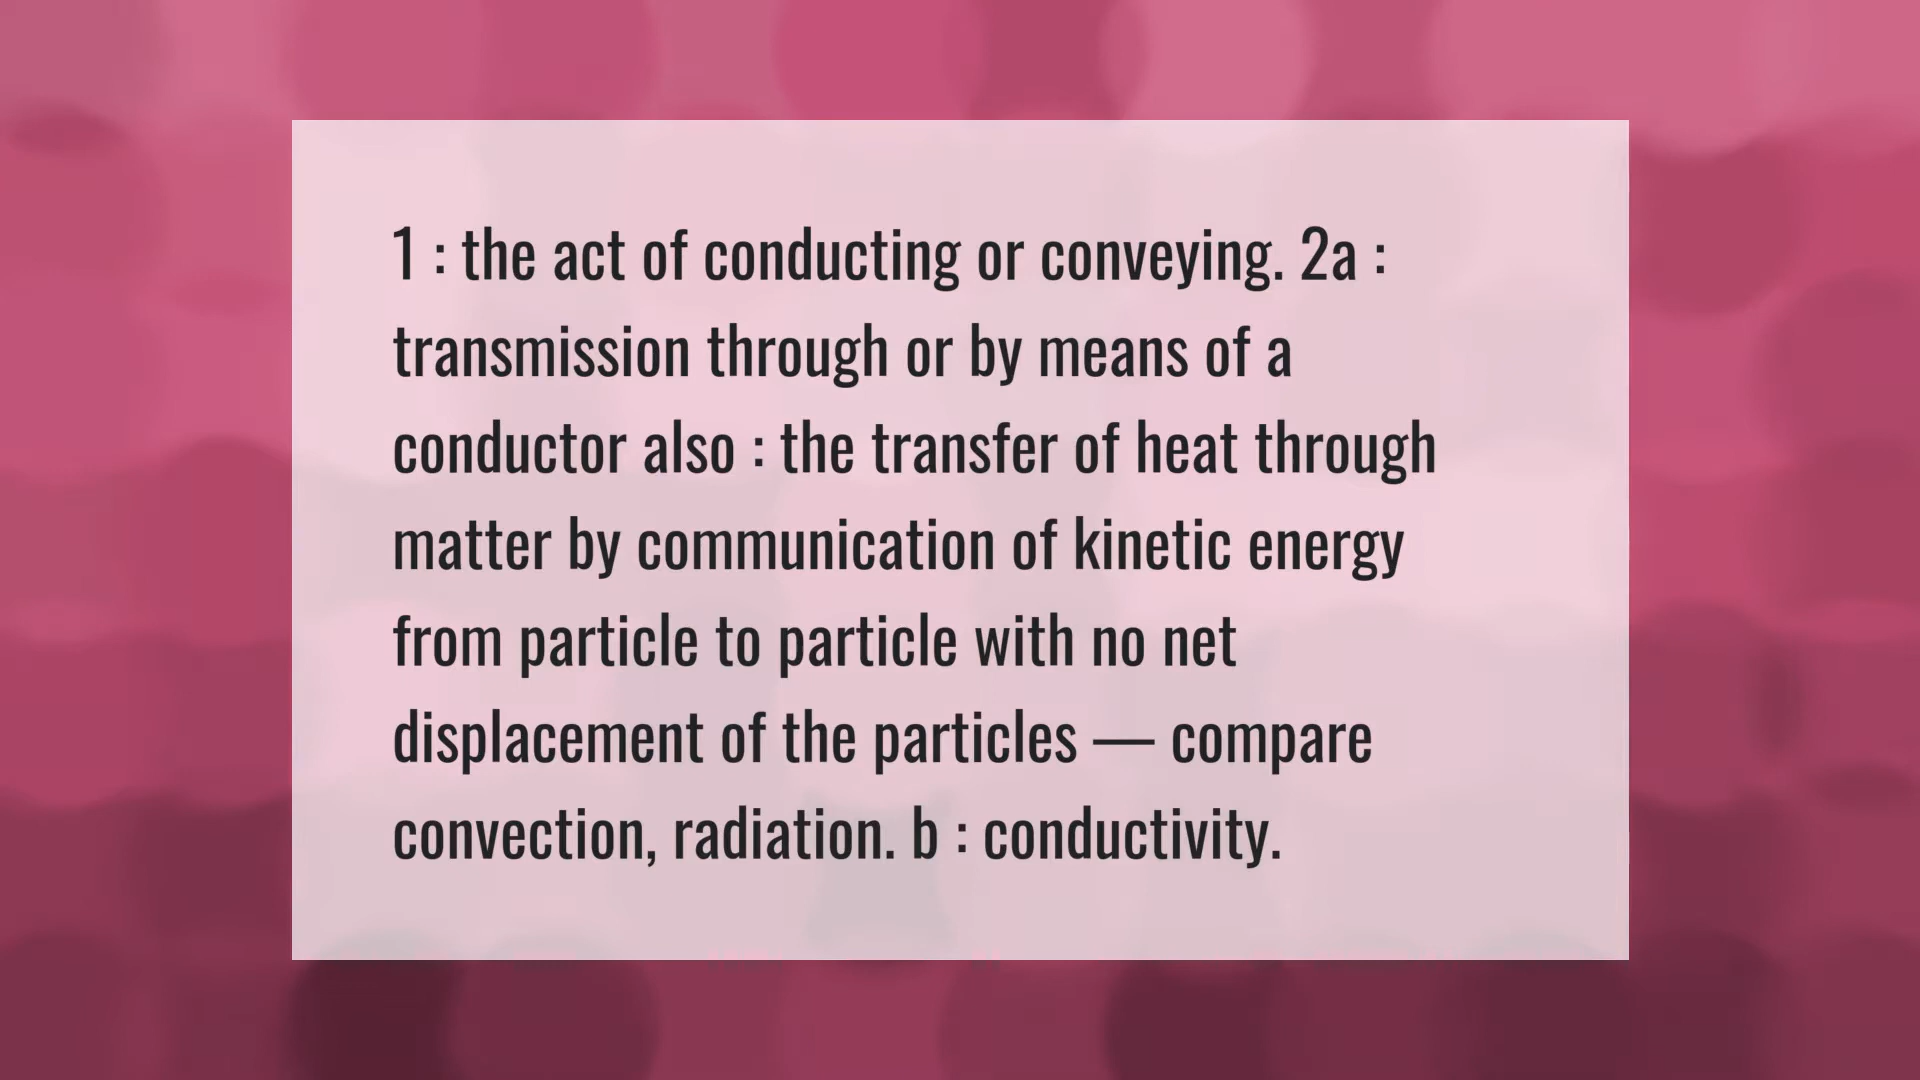 1 : the act of conducting or conveying. 2a :
transmission through or by means of a
conductor also : the transfer of heat through
matter by communication of kinetic energy
from particle to particle with no net
displacement of the particles — compare
convection, radiation. b : conductivity.